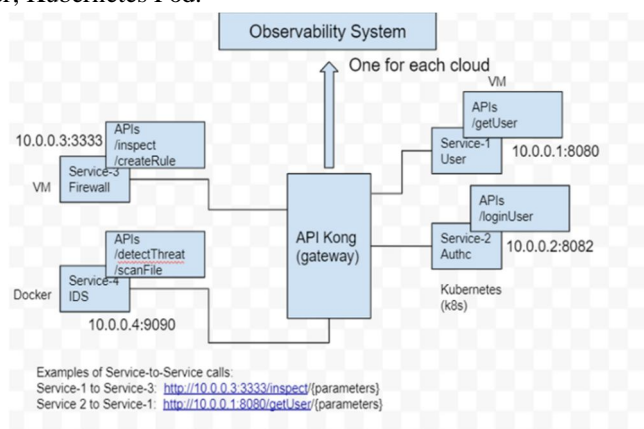 Kubernetes Pod.
Observability System
One for each cloud
VM
APIs
/getUser
Service-1
User
10.0.0.1:8080
10.0.0.3:3333
APIs
/inspect
/createRule
Service-3
Firewall
VM
API Kong
(gateway)
APIs
/loginUser
Service-2
Authc
10.0.0.2:8082
Kubernetes
(k8s)
APIs
/detectThreat
/scanFile
Service-4
IDS
Docker
10.0.0.4:9090
Examples of Service-to-Service calls:
Service-1 to Service-3: http://10.0.0.3:3333/inspect/{parameters}
Service 2 to Service-1: http://10.0.0.1:8080/getUser/{parameters}